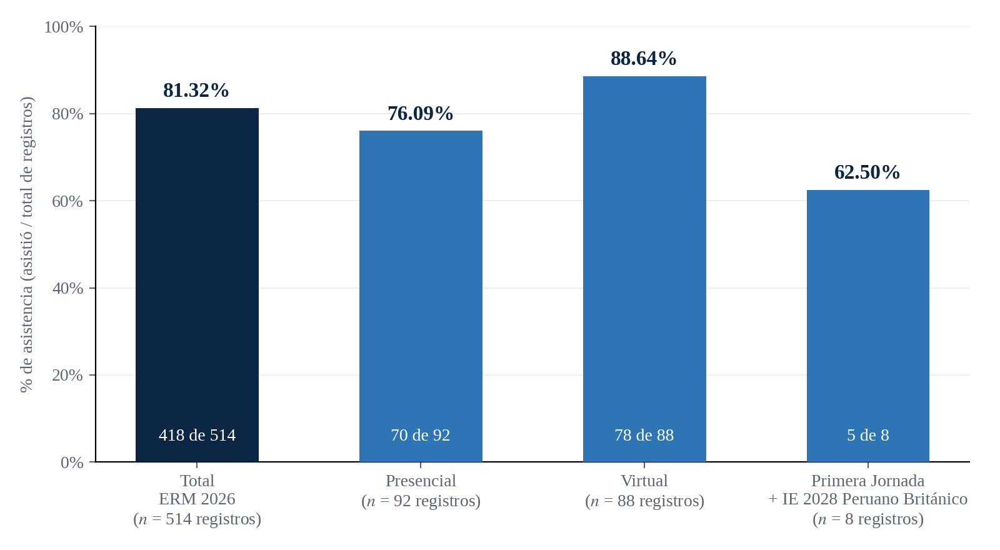 % de asistencia (asistió / total de registros)
100%
80%
60%
40%
20%
0%
81.32%
76.09%
88.64%
62.50%
418 de 514
70 de 92
78 de 88
5 de 8
Total
ERM 2026
(n = 514 registros)
Presencial
(n = 92 registros)
Virtual
(n = 88 registros)
Primera Jornada
+ IE 2028 Peruano Británico
(n = 8 registros)